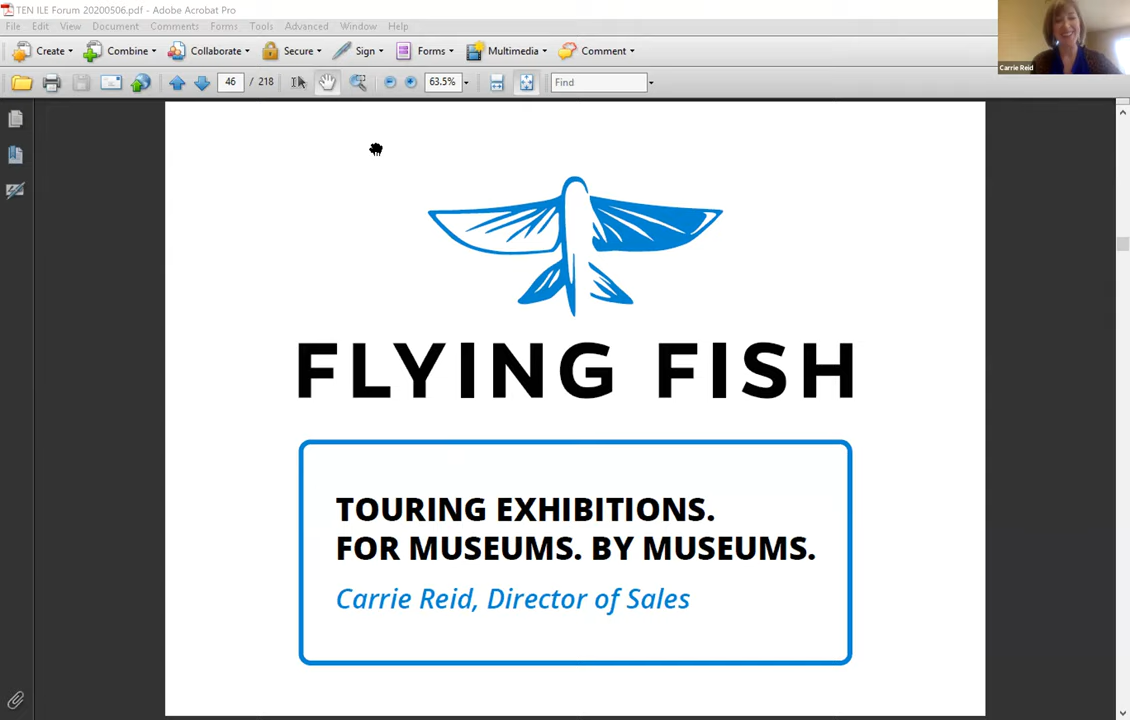 TEN ILE Forum 20200506.pdf - Adobe Acrobat Pro
File Edit View Document Comments Forms Tools Advanced Window Help
Create Combine Collaborate Secure Sign Forms Multimedia Comment
46 / 218 63.5% Find
Carrie Reid
FLYING FISH
TOURING EXHIBITIONS.
FOR MUSEUMS. BY MUSEUMS.
Carrie Reid, Director of Sales